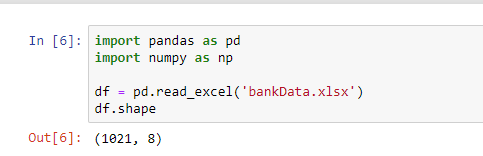 In [6]: import pandas as pd
import numpy as np
df = pd.read_excel('bankData.xlsx')
df.shape
Out[6]: (1021, 8)